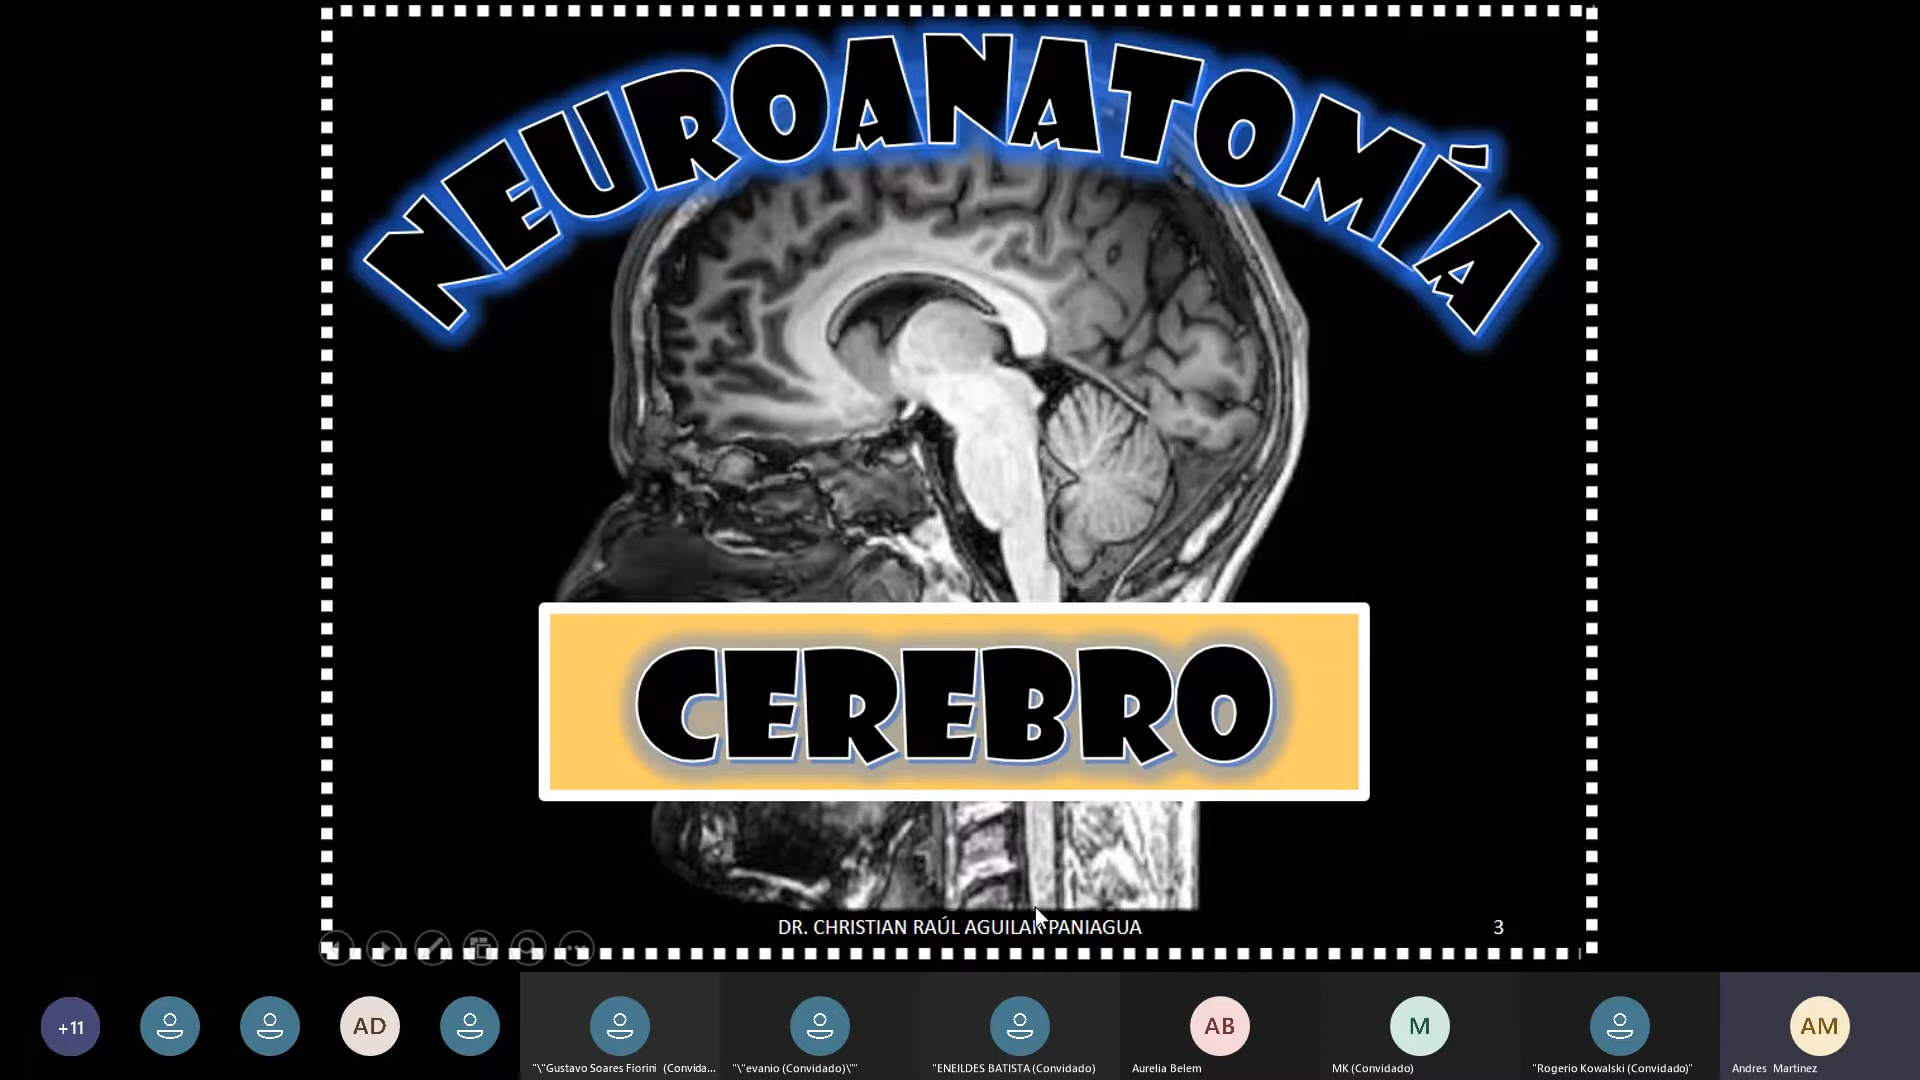 NEUROANATOMÍA
CEREBRO
DR. CHRISTIAN RAÚL AGUILAR PANIAGUA
3
+11
AD
AB
M
AM
"\"Gustavo Soares Fiorini (Convida...
"\"evanio (Convidado)\""
"ENEILDES BATISTA (Convidado)
Aurelia Belem
MK (Convidado)
"Rogerio Kowalski (Convidado)"
Andres Martinez